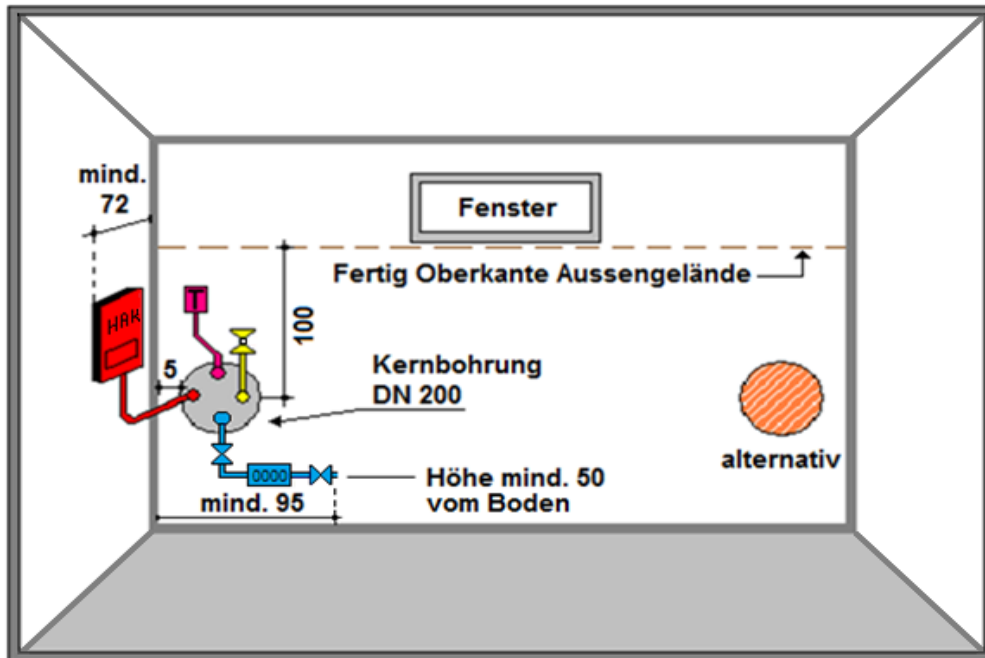 mind.
72
Fenster
Fertig Oberkante Aussengelände
HAK
T
100
5
Kernbohrung
DN 200
alternativ
0000
Höhe mind. 50
vom Boden
mind. 95